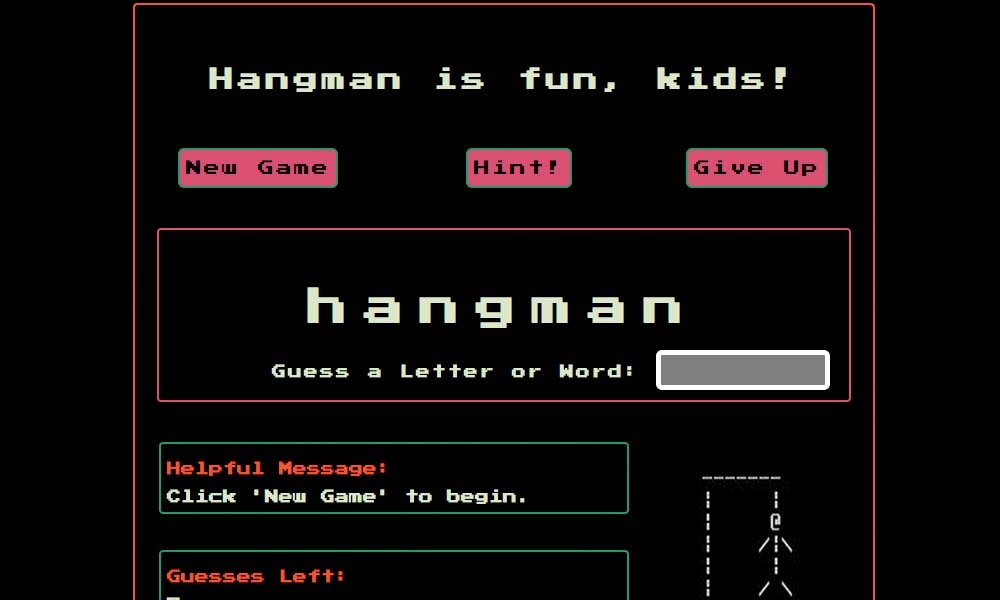 Hangman is fun, kids!
New Game
Hint!
Give Up
hangman
Guess a Letter or Word:
Helpful Message:
Click 'New Game' to begin.
Guesses Left: